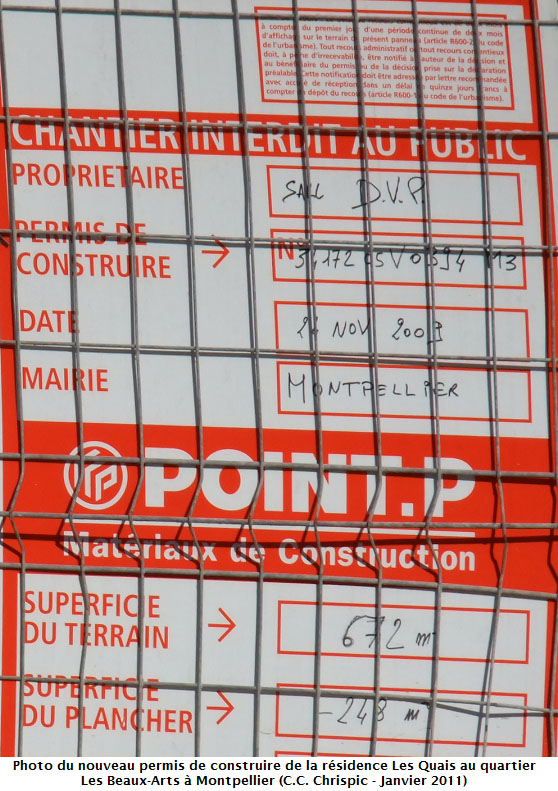 à compter du premier jour d'une période continue de deux mois
d'affichage sur le terrain du présent panneau (article R600-2 du code
de l'urbanisme). Tout recours administratif ou tout recours contentieux
doit, à peine d'irrecevabilité, être notifié à l'auteur de la décision et
au bénéficiaire du permis ou de la décision prise sur la déclaration
préalable. Cette notification doit être adressée par lettre recommandée
avec accusé de réception dans un délai de quinze jours francs à
compter du dépôt du recours (article R600-1 du code de l'urbanisme).
CHANTIER INTERDIT AU PUBLIC
PROPRIETAIRE SARL D.V.P.
PERMIS DE
CONSTRUIRE → N°
DATE NOV 2009
MAIRIE MONTPELLIER
POINT.P
Matériaux de Construction
SUPERFICIE
DU TERRAIN → 672 m²
SUPERFICIE
DU PLANCHER → 248 m²
Photo du nouveau permis de construire de la résidence Les Quais au quartier
Les Beaux-Arts à Montpellier (C.C. Chrispic - Janvier 2011)